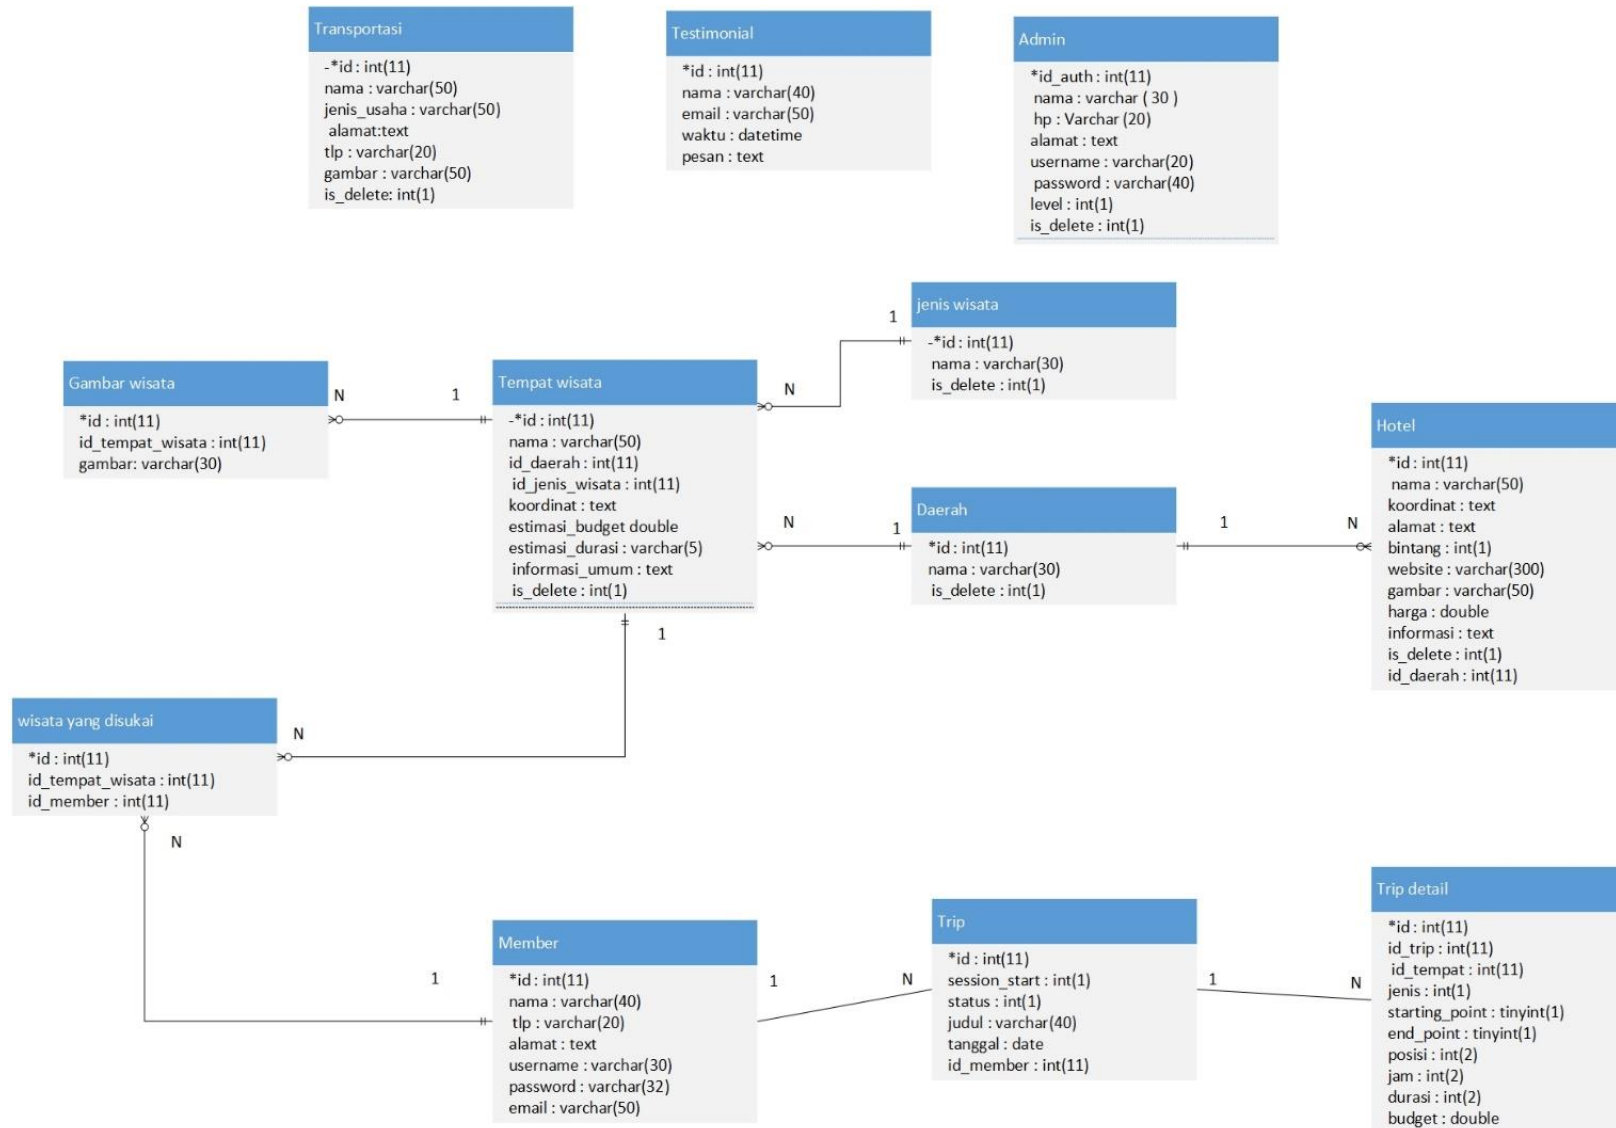 Transportasi
-*id : int(11)
nama : varchar(50)
jenis_usaha : varchar(50)
alamat:text
tlp : varchar(20)
gambar : varchar(50)
is_delete: int(1)
Testimonial
*id : int(11)
nama : varchar(40)
email : varchar(50)
waktu : datetime
pesan : text
Admin
*id_auth : int(11)
nama : varchar ( 30 )
hp : Varchar (20)
alamat : text
username : varchar(20)
password : varchar(40)
level : int(1)
is_delete : int(1)
jenis wisata
-*id : int(11)
nama : varchar(30)
is_delete : int(1)
1
N
Gambar wisata
*id : int(11)
id_tempat_wisata : int(11)
gambar: varchar(30)
N
1
Tempat wisata
-*id : int(11)
nama : varchar(50)
id_daerah : int(11)
id_jenis_wisata : int(11)
koordinat : text
estimasi_budget double
estimasi_durasi : varchar(5)
informasi_umum : text
is_delete : int(1)
N
1
Daerah
*id : int(11)
nama : varchar(30)
is_delete : int(1)
1
N
Hotel
*id : int(11)
nama : varchar(50)
koordinat : text
alamat : text
bintang : int(1)
website : varchar(300)
gambar : varchar(50)
harga : double
informasi : text
is_delete : int(1)
id_daerah : int(11)
1
N
wisata yang disukai
*id : int(11)
id_tempat_wisata : int(11)
id_member : int(11)
N
1
Member
*id : int(11)
nama : varchar(40)
tlp : varchar(20)
alamat : text
username : varchar(30)
password : varchar(32)
email : varchar(50)
1
N
Trip
*id : int(11)
session_start : int(1)
status : int(1)
judul : varchar(40)
tanggal : date
id_member : int(11)
1
N
Trip detail
*id : int(11)
id_trip : int(11)
id_tempat : int(11)
jenis : int(1)
starting_point : tinyint(1)
end_point : tinyint(1)
posisi : int(2)
jam : int(2)
durasi : int(2)
budget : double